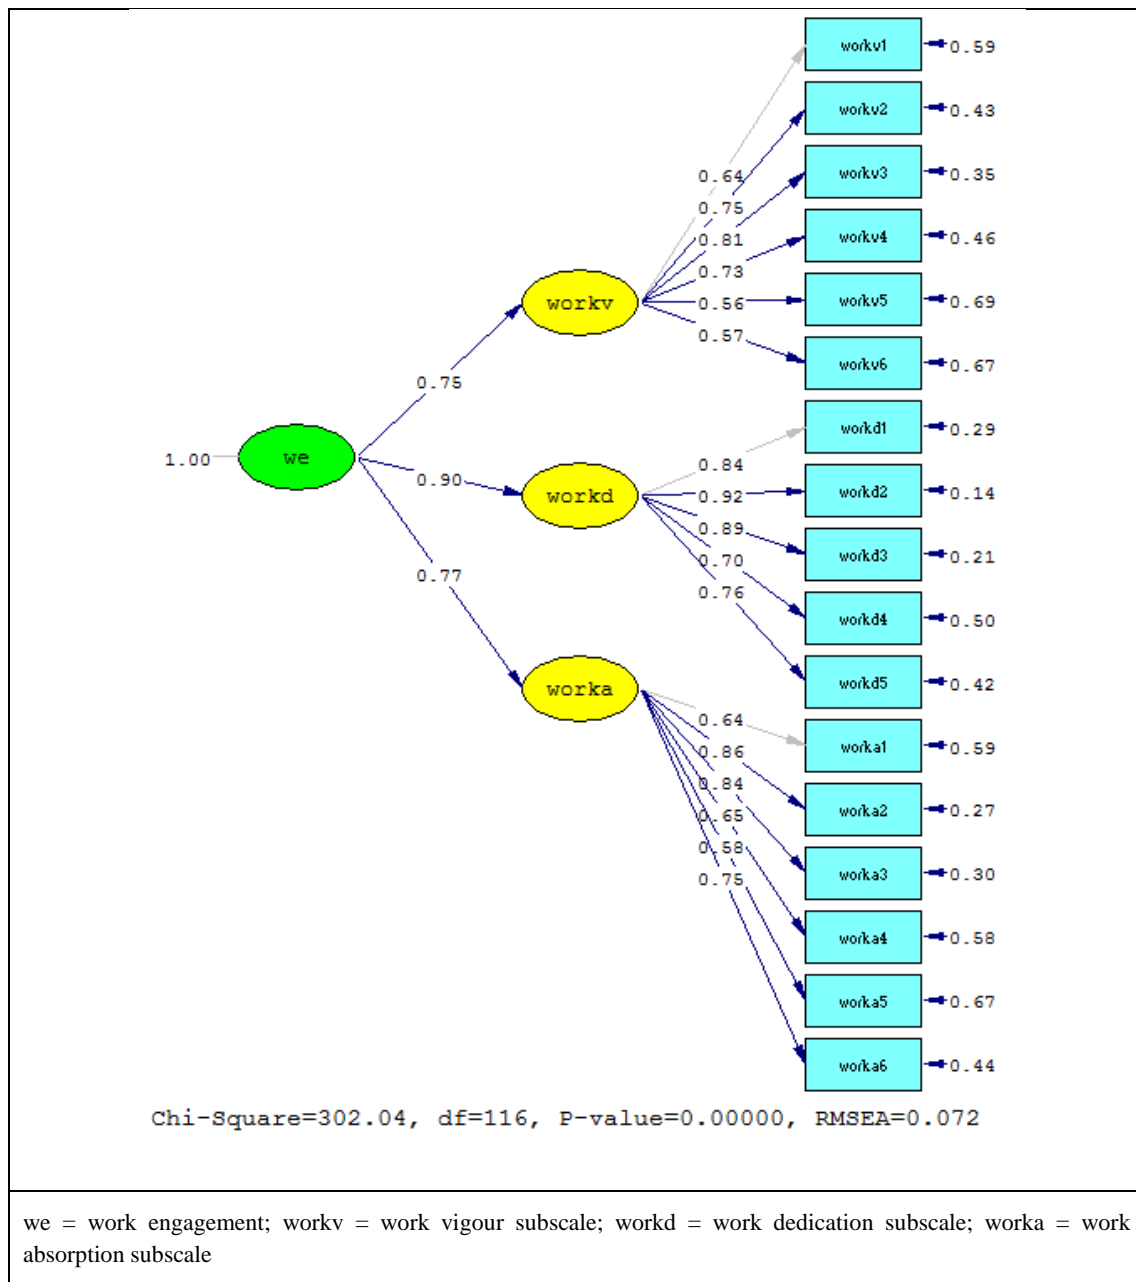 workv1 0.59
workv2 0.43
workv3 0.35
0.64
0.75
0.81
workv4 0.46
0.73
workv
0.56
workv5 0.69
0.57
workv6 0.67
0.75
workd1 0.29
1.00 we
0.84
0.90
workd
0.92
workd2 0.14
0.89
workd3 0.21
0.70
0.77
0.76
workd4 0.50
worka
workd5 0.42
0.64
worka1 0.59
0.86
0.84
worka2 0.27
0.65
0.58
worka3 0.30
0.75
worka4 0.58
worka5 0.67
worka6 0.44
Chi-Square=302.04, df=116, P-value=0.00000, RMSEA=0.072
we = work engagement; workv = work vigour subscale; workd = work dedication subscale; worka = work
absorption subscale